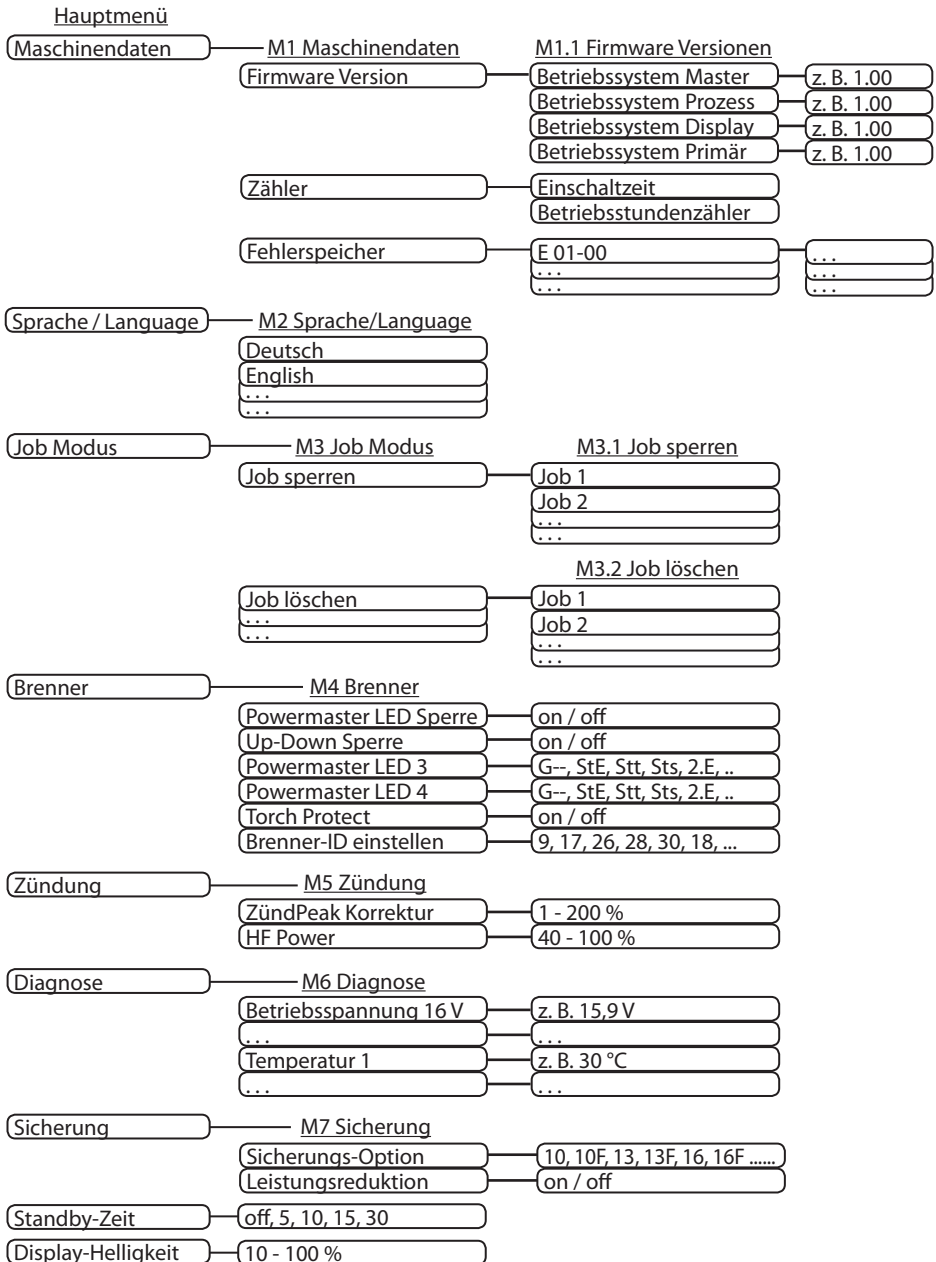 Hauptmenü
Maschinendaten M1 Maschinendaten M1.1 Firmware Versionen
Firmware Version Betriebssystem Master z. B. 1.00
Betriebssystem Prozess z. B. 1.00
Betriebssystem Display z. B. 1.00
Betriebssystem Primär z. B. 1.00
Zähler Einschaltzeit
Betriebsstundenzähler
Fehlerspeicher E 01-00 . . .
. . . . . .
. . . . . .
Sprache / Language M2 Sprache/Language
Deutsch
English
. . .
. . .
Job Modus M3 Job Modus M3.1 Job sperren
Job sperren Job 1
Job 2
. . .
. . .
M3.2 Job löschen
Job löschen Job 1
. . . Job 2
. . . . . .
. . .
Brenner M4 Brenner
Powermaster LED Sperre on / off
Up-Down Sperre on / off
Powermaster LED 3 G--, StE, Stt, Sts, 2.E, ..
Powermaster LED 4 G--, StE, Stt, Sts, 2.E, ..
Torch Protect on / off
Brenner-ID einstellen 9, 17, 26, 28, 30, 18, ...
Zündung M5 Zündung
ZündPeak Korrektur 1 - 200 %
HF Power 40 - 100 %
Diagnose M6 Diagnose
Betriebsspannung 16 V z. B. 15,9 V
. . . . . .
Temperatur 1 z. B. 30 °C
. . . . . .
Sicherung M7 Sicherung
Sicherungs-Option 10, 10F, 13, 13F, 16, 16F ......
Leistungsreduktion on / off
Standby-Zeit off, 5, 10, 15, 30
Display-Helligkeit 10 - 100 %